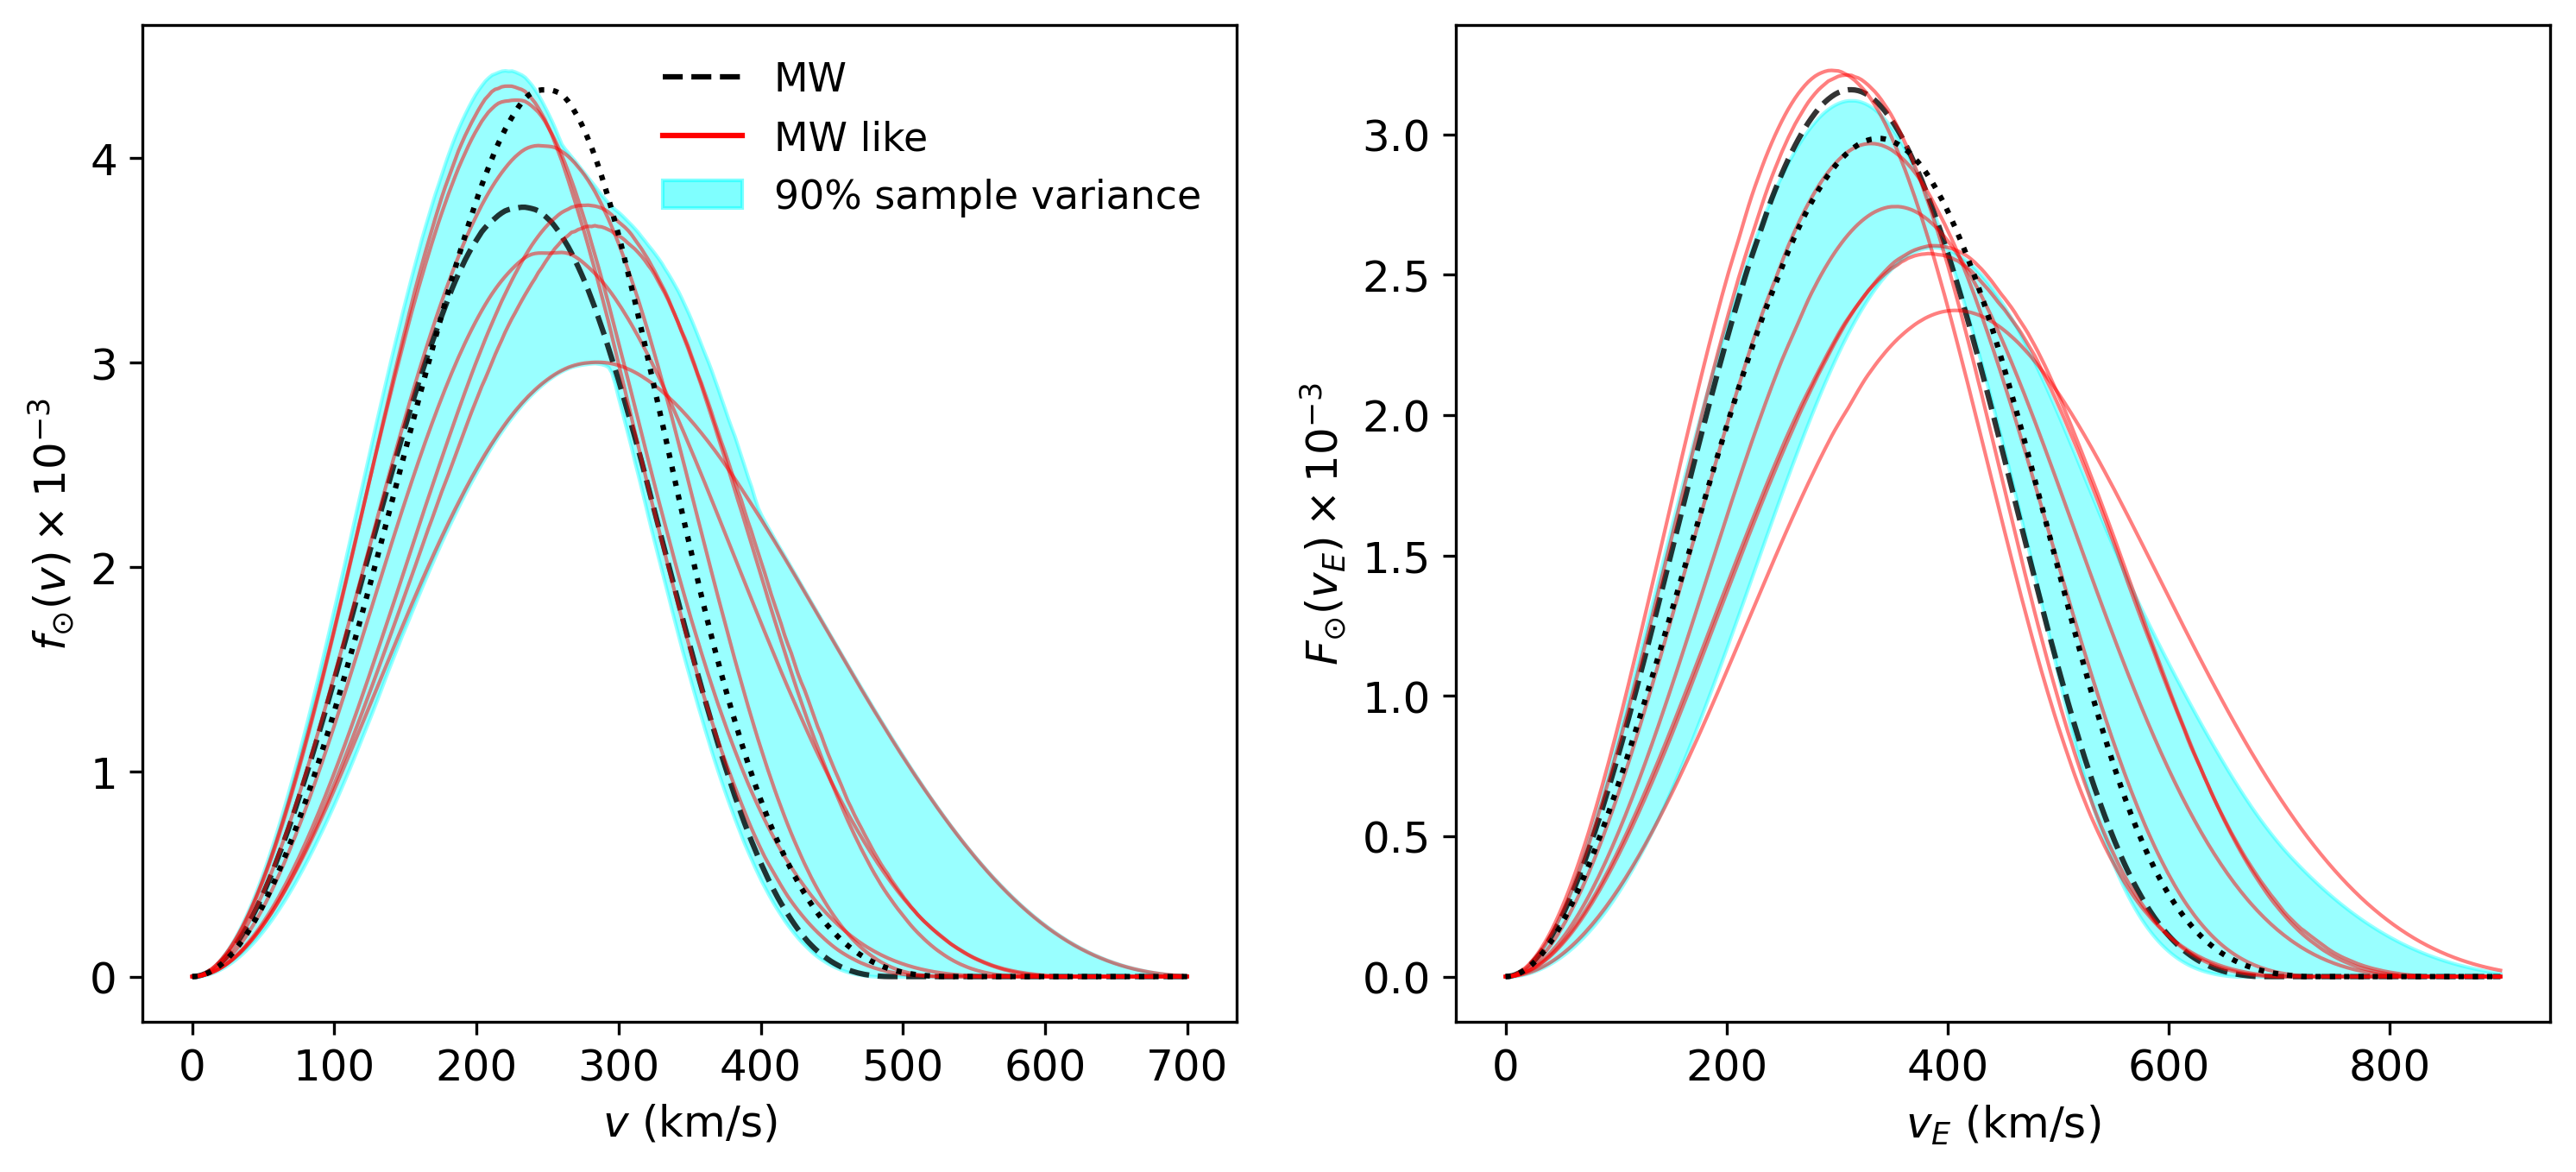 MW
MW like
90% sample variance
4
3
2
1
0
0 100 200 300 400 500 600 700
v (km/s)
f⊙(v) × 10⁻³
3.0
2.5
2.0
1.5
1.0
0.5
0.0
0 200 400 600 800
v_E (km/s)
F⊙(v_E) × 10⁻³